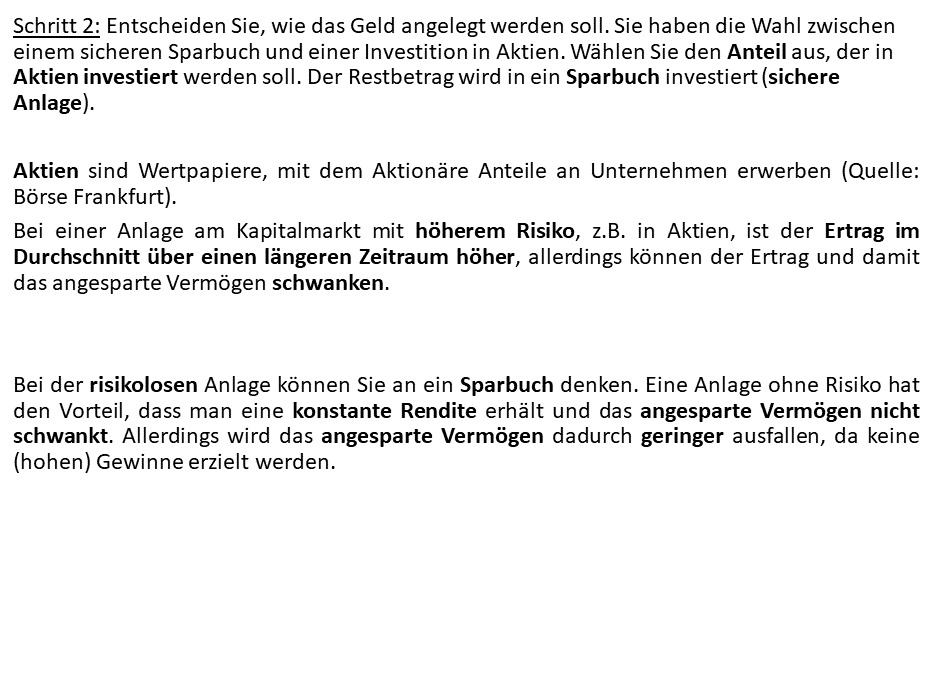 Schritt 2: Entscheiden Sie, wie das Geld angelegt werden soll. Sie haben die Wahl zwischen
einem sicheren Sparbuch und einer Investition in Aktien. Wählen Sie den Anteil aus, der in
Aktien investiert werden soll. Der Restbetrag wird in ein Sparbuch investiert (sichere
Anlage).
Aktien sind Wertpapiere, mit dem Aktionäre Anteile an Unternehmen erwerben (Quelle:
Börse Frankfurt).
Bei einer Anlage am Kapitalmarkt mit höherem Risiko, z.B. in Aktien, ist der Ertrag im
Durchschnitt über einen längeren Zeitraum höher, allerdings können der Ertrag und damit
das angesparte Vermögen schwanken.
Bei der risikolosen Anlage können Sie an ein Sparbuch denken. Eine Anlage ohne Risiko hat
den Vorteil, dass man eine konstante Rendite erhält und das angesparte Vermögen nicht
schwankt. Allerdings wird das angesparte Vermögen dadurch geringer ausfallen, da keine
(hohen) Gewinne erzielt werden.